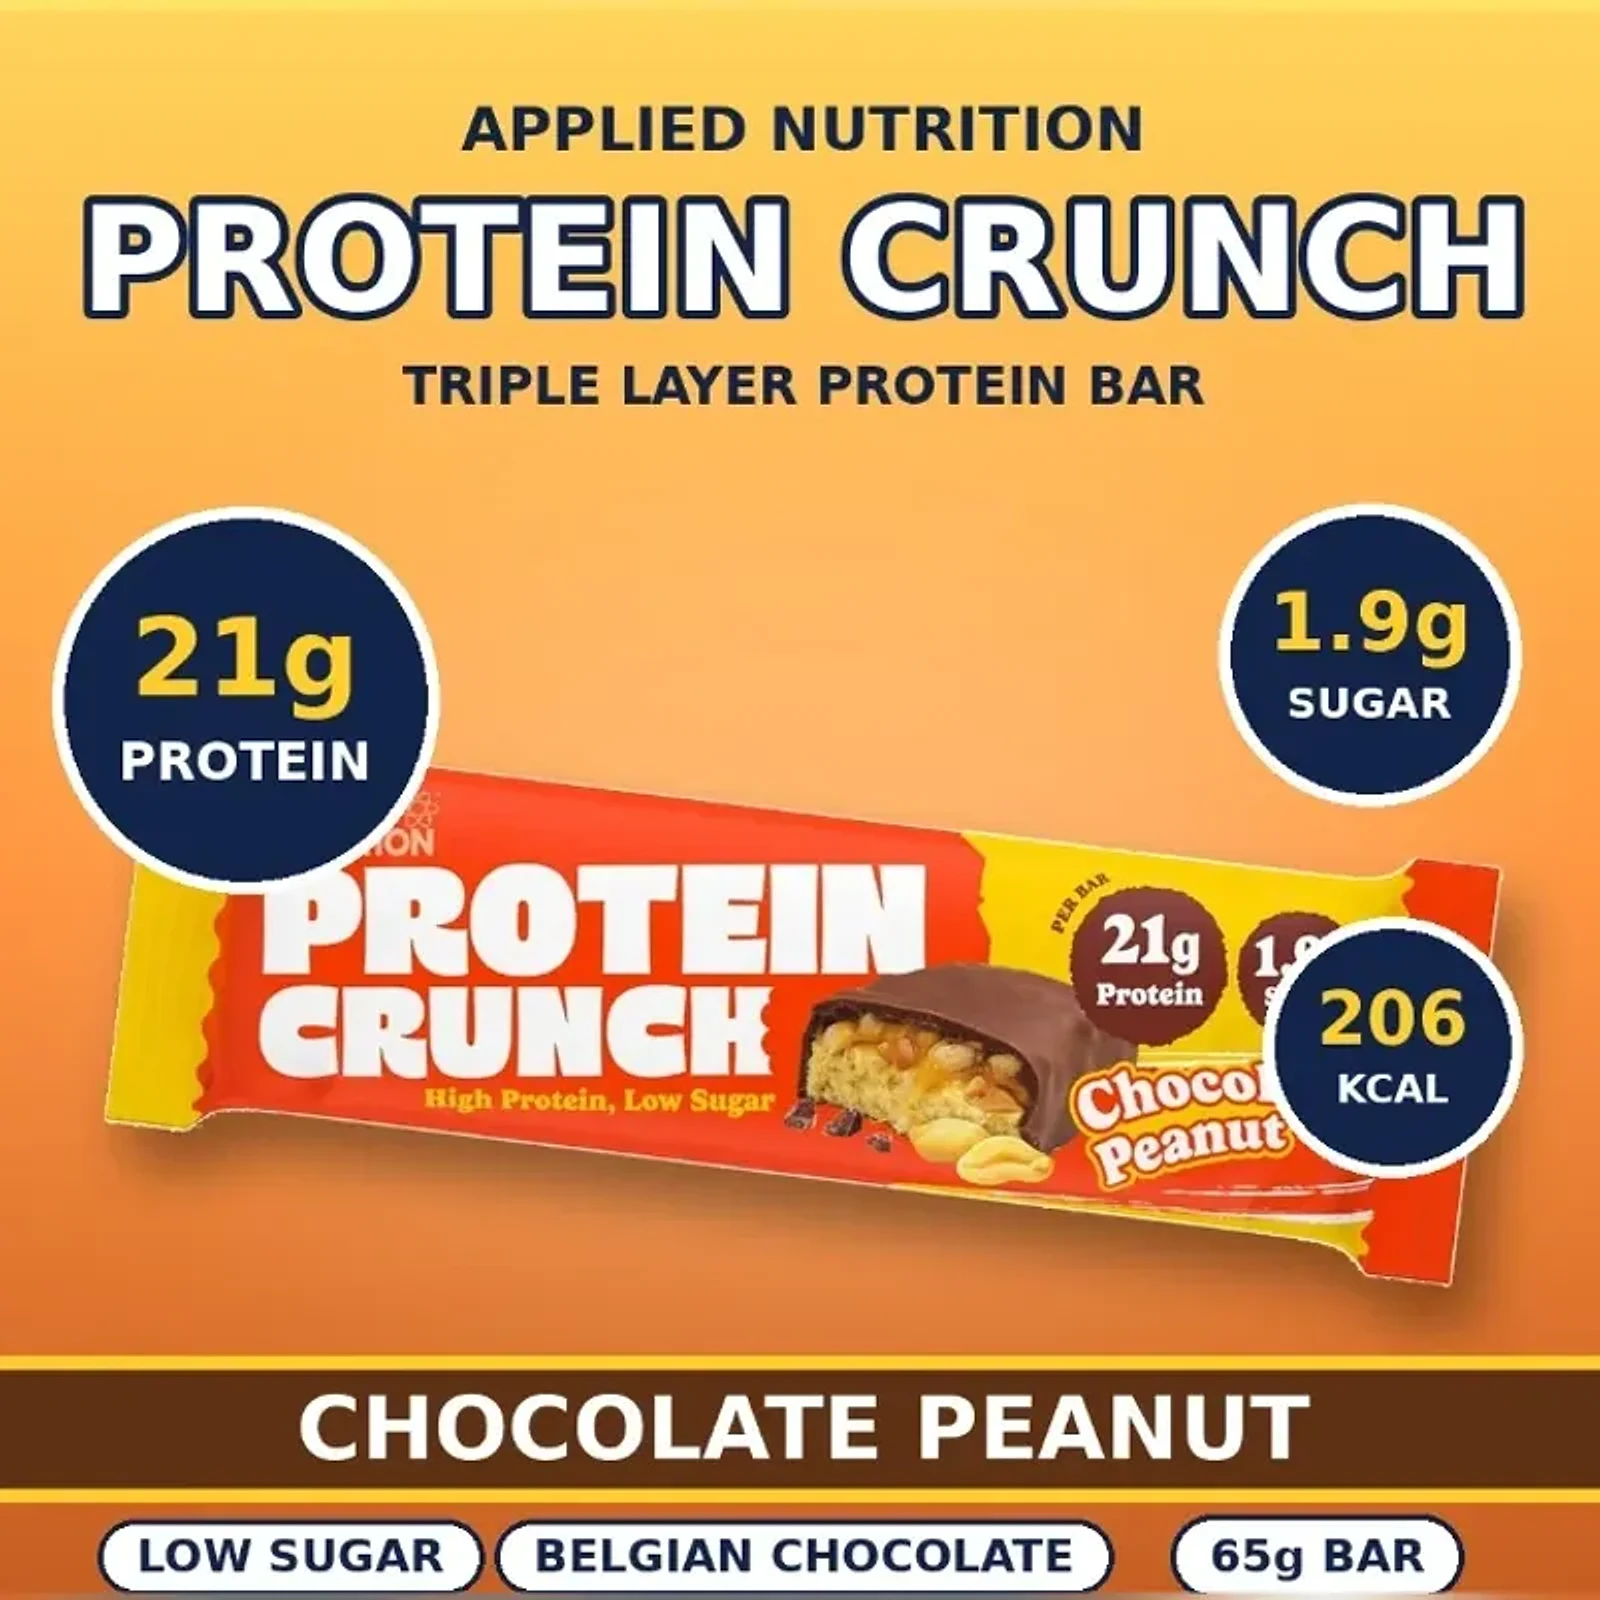 APPLIED NUTRITION
PROTEIN CRUNCH
TRIPLE LAYER PROTEIN BAR
21g
PROTEIN
1.9g
SUGAR
PROTEIN
CRUNCH
High Protein, Low Sugar
PER BAR
21g
Protein
Peanut
206
KCAL
CHOCOLATE PEANUT
LOW SUGAR
BELGIAN CHOCOLATE
65g BAR